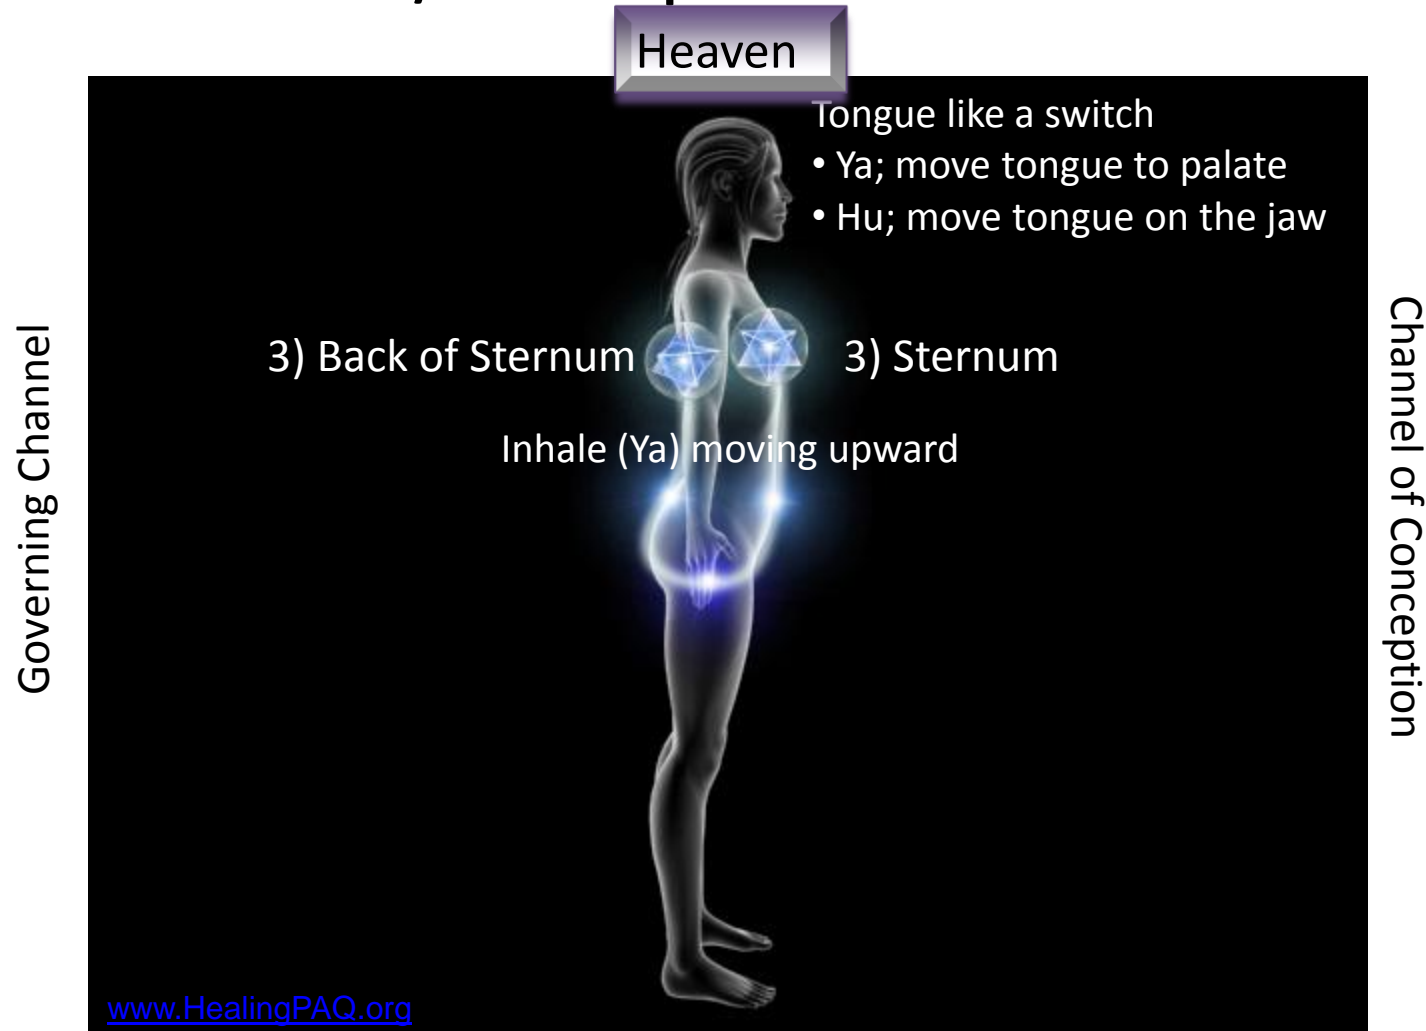 Heaven
Tongue like a switch
• Ya; move tongue to palate
• Hu; move tongue on the jaw
3) Back of Sternum
3) Sternum
Inhale (Ya) moving upward
Governing Channel
Channel of Conception
www.HealingPAQ.org